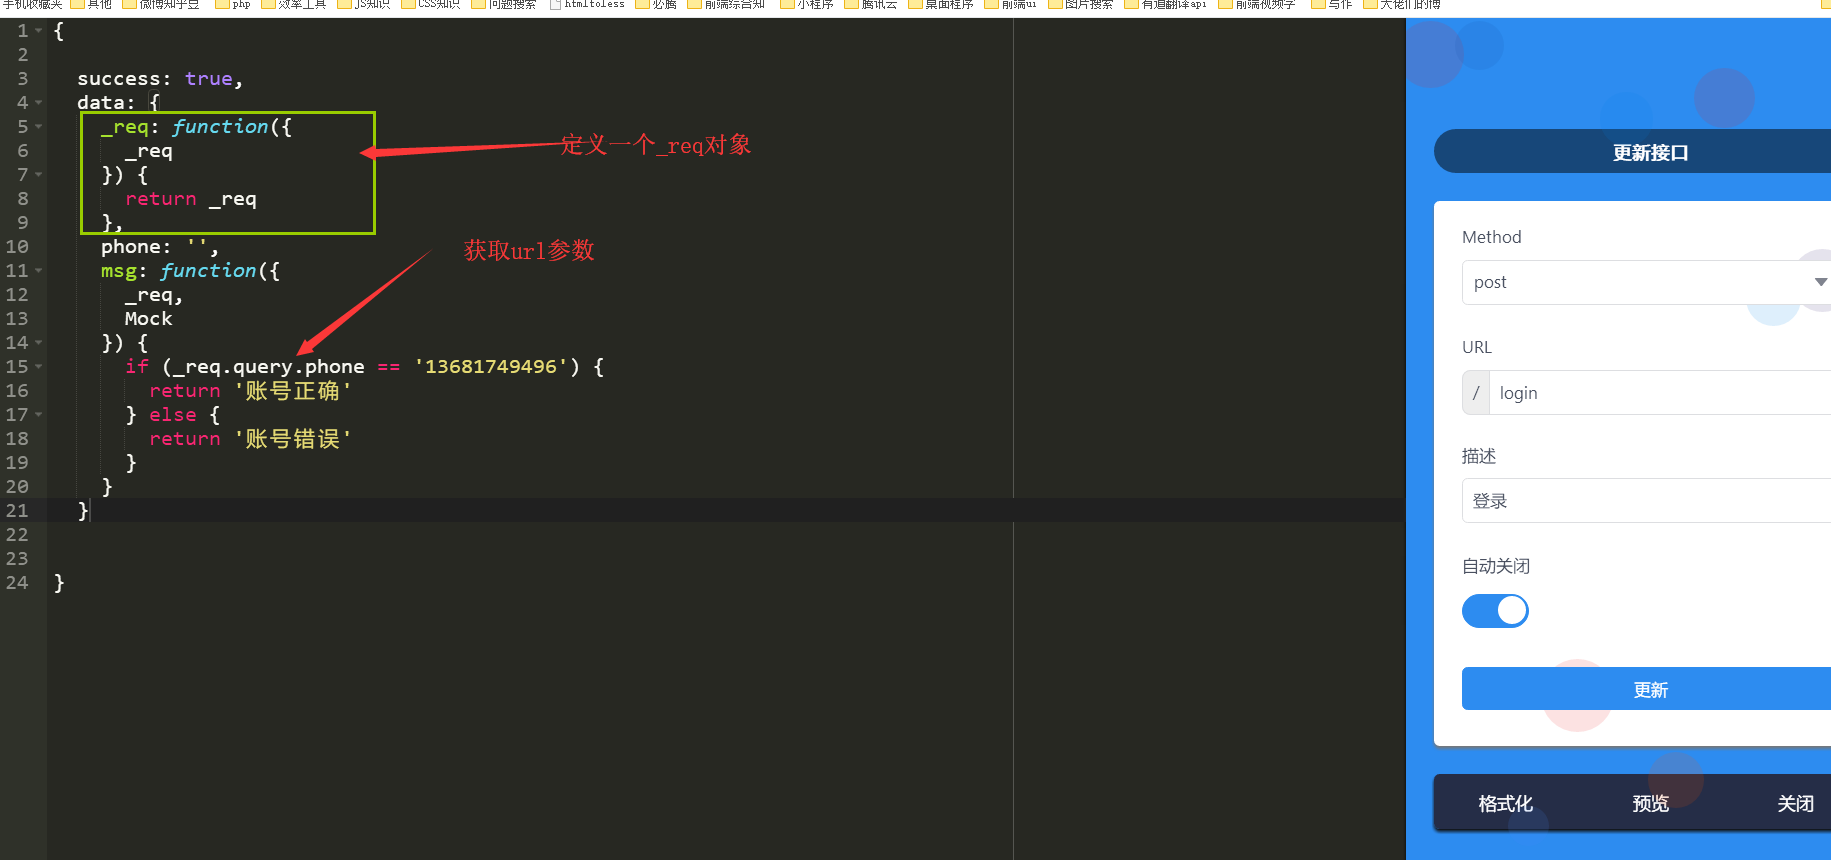 手机收藏夹 其他 微博知乎豆 php 效率工具 JS知识 CSS知识 问题搜索 htmltoless 必腾 前端综合知 小程序 腾讯云 桌面程序 前端ui 图片搜索 有道翻译api 前端视频学 写作 大佬们的博
1 {
2
3 success: true,
4 data: {
5 _req: function({
定义一个_req对象
6 _req
7 }) {
8 return _req
9 },
10 phone: '',
获取url参数
11 msg: function({
12 _req,
13 Mock
14 }) {
15 if (_req.query.phone == '13681749496') {
16 return '账号正确'
17 } else {
18 return '账号错误'
19 }
20 }
21 }
22
23
24 }
更新接口
Method
post
URL
/ login
描述
登录
自动关闭
更新
格式化 预览 关闭